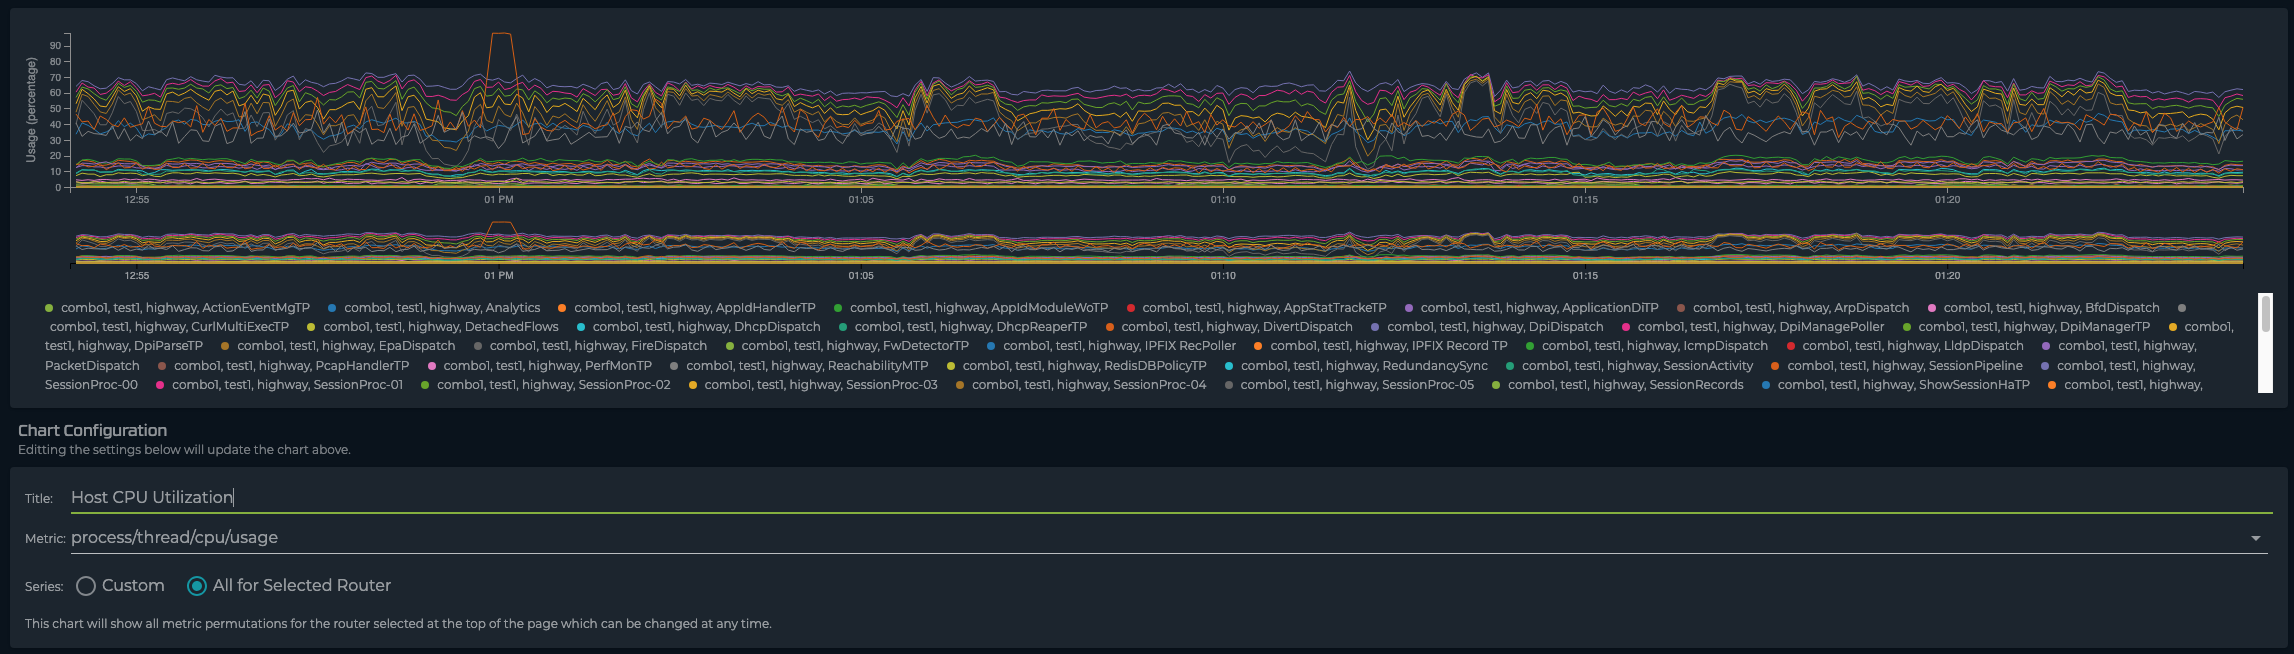 90
80
70
60
50
40
30
20
10
0
Usage (percentage)
12:55 01 PM 01:05 01:10 01:15 01:20
12:55 01 PM 01:05 01:10 01:15 01:20
combo1, test1, highway, ActionEventMgTP combo1, test1, highway, Analytics combo1, test1, highway, AppIdHandlerTP combo1, test1, highway, AppIdModuleWoTP combo1, test1, highway, AppStatTrackeTP combo1, test1, highway, ApplicationDiTP combo1, test1, highway, ArpDispatch combo1, test1, highway, BfdDispatch
combo1, test1, highway, CurlMultiExecTP combo1, test1, highway, DetachedFlows combo1, test1, highway, DhcpDispatch combo1, test1, highway, DhcpReaperTP combo1, test1, highway, DivertDispatch combo1, test1, highway, DpiDispatch combo1, test1, highway, DpiManagePoller combo1, test1, highway, DpiManagerTP combo1,
test1, highway, DpiParseTP combo1, test1, highway, EpaDispatch combo1, test1, highway, FireDispatch combo1, test1, highway, FwDetectorTP combo1, test1, highway, IPFIX RecPoller combo1, test1, highway, IPFIX Record TP combo1, test1, highway, IcmpDispatch combo1, test1, highway, LldpDispatch combo1, test1, highway,
PacketDispatch combo1, test1, highway, PcapHandlerTP combo1, test1, highway, PerfMonTP combo1, test1, highway, ReachabilityMTP combo1, test1, highway, RedisDBPolicyTP combo1, test1, highway, RedundancySync combo1, test1, highway, SessionActivity combo1, test1, highway, SessionPipeline combo1, test1, highway,
SessionProc-00 combo1, test1, highway, SessionProc-01 combo1, test1, highway, SessionProc-02 combo1, test1, highway, SessionProc-03 combo1, test1, highway, SessionProc-04 combo1, test1, highway, SessionProc-05 combo1, test1, highway, SessionRecords combo1, test1, highway, ShowSessionHaTP combo1, test1, highway,
Chart Configuration
Editting the settings below will update the chart above.
Title: Host CPU Utilization
Metric: process/thread/cpu/usage
Series: Custom All for Selected Router
This chart will show all metric permutations for the router selected at the top of the page which can be changed at any time.